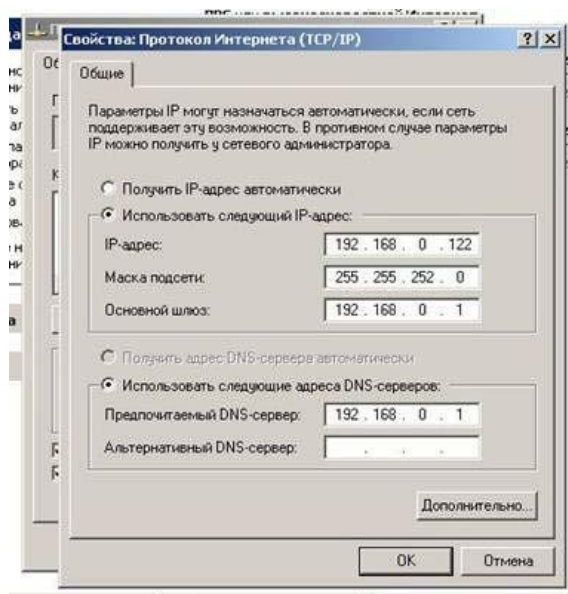 Свойства: Протокол Интернета (TCP/IP)
Общие
Параметры IP могут назначаться автоматически, если сеть
поддерживает эту возможность. В противном случае параметры
IP можно получить у сетевого администратора.
Получить IP-адрес автоматически
Использовать следующий IP-адрес:
IP-адрес: 192 . 168 . 0 . 122
Маска подсети: 255 . 255 . 252 . 0
Основной шлюз: 192 . 168 . 0 . 1
Получить адрес DNS-сервера автоматически
Использовать следующие адреса DNS-серверов:
Предпочитаемый DNS-сервер: 192 . 168 . 0 . 1
Альтернативный DNS-сервер: . . .
Дополнительно...
OK Отмена